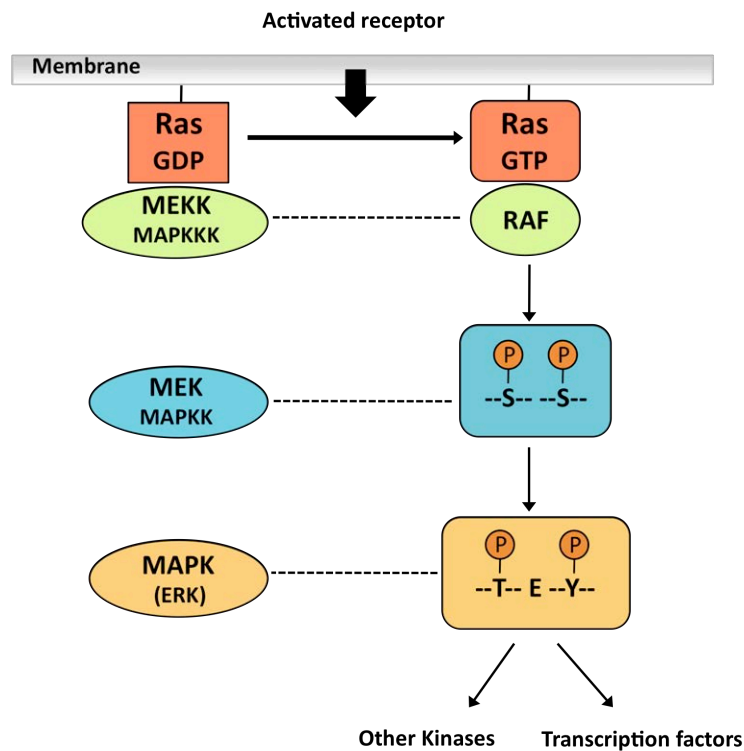 Activated receptor
Membrane
Ras
GDP
Ras
GTP
MEKK
MAPKKK
RAF
P P
--S-- --S--
MEK
MAPKK
P P
--T-- E --Y--
MAPK
(ERK)
Other Kinases
Transcription factors